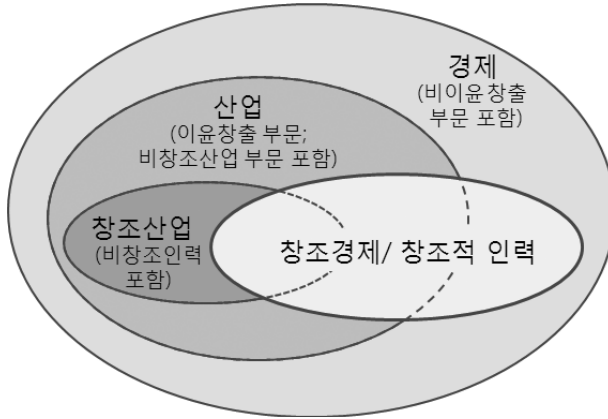 경제
(비이윤창출
부문 포함)
산업
(이윤창출 부문;
비창조산업 부문 포함)
창조산업
(비창조인력
포함)
창조경제/ 창조적 인력